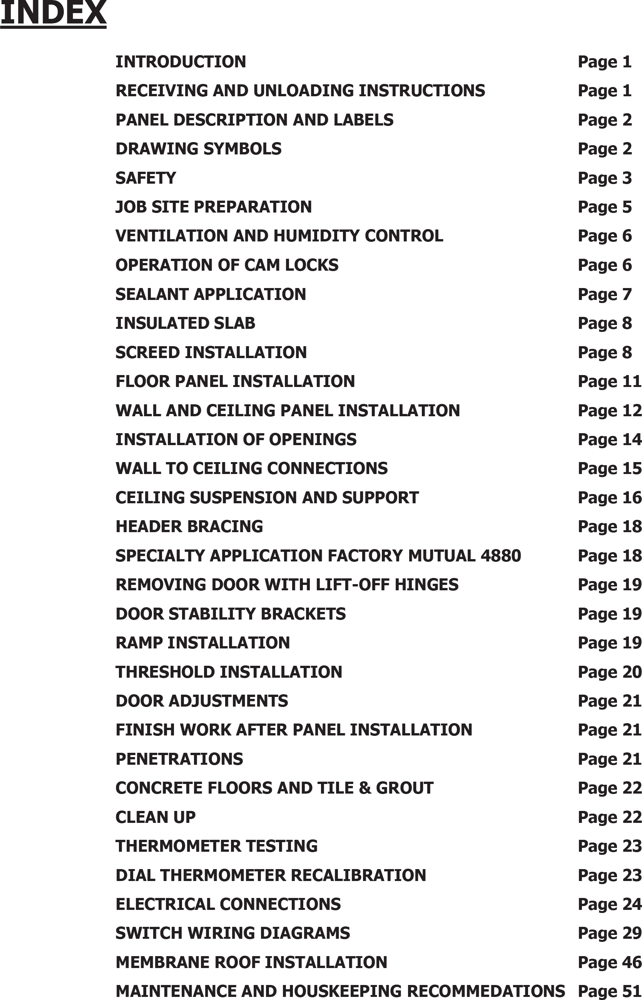 INDEX
INTRODUCTION Page 1
RECEIVING AND UNLOADING INSTRUCTIONS Page 1
PANEL DESCRIPTION AND LABELS Page 2
DRAWING SYMBOLS Page 2
SAFETY Page 3
JOB SITE PREPARATION Page 5
VENTILATION AND HUMIDITY CONTROL Page 6
OPERATION OF CAM LOCKS Page 6
SEALANT APPLICATION Page 7
INSULATED SLAB Page 8
SCREED INSTALLATION Page 8
FLOOR PANEL INSTALLATION Page 11
WALL AND CEILING PANEL INSTALLATION Page 12
INSTALLATION OF OPENINGS Page 14
WALL TO CEILING CONNECTIONS Page 15
CEILING SUSPENSION AND SUPPORT Page 16
HEADER BRACING Page 18
SPECIALTY APPLICATION FACTORY MUTUAL 4880 Page 18
REMOVING DOOR WITH LIFT-OFF HINGES Page 19
DOOR STABILITY BRACKETS Page 19
RAMP INSTALLATION Page 19
THRESHOLD INSTALLATION Page 20
DOOR ADJUSTMENTS Page 21
FINISH WORK AFTER PANEL INSTALLATION Page 21
PENETRATIONS Page 21
CONCRETE FLOORS AND TILE & GROUT Page 22
CLEAN UP Page 22
THERMOMETER TESTING Page 23
DIAL THERMOMETER RECALIBRATION Page 23
ELECTRICAL CONNECTIONS Page 24
SWITCH WIRING DIAGRAMS Page 29
MEMBRANE ROOF INSTALLATION Page 46
MAINTENANCE AND HOUSKEEPING RECOMMEDATIONS Page 51